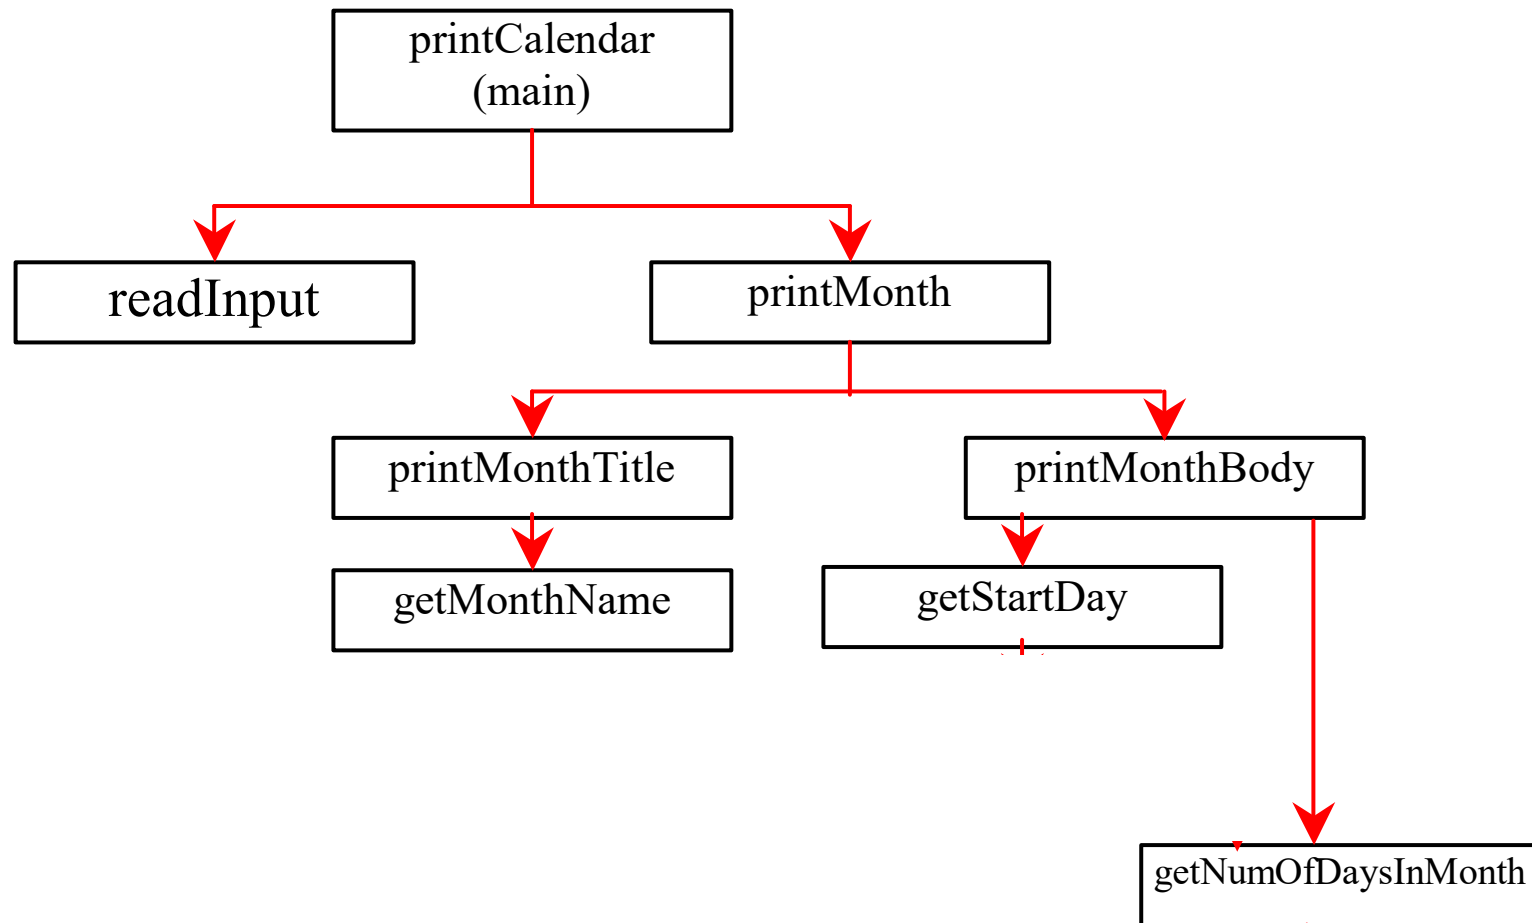 printCalendar
(main)
readInput
printMonth
printMonthTitle
printMonthBody
getMonthName
getStartDay
getNumOfDaysInMonth